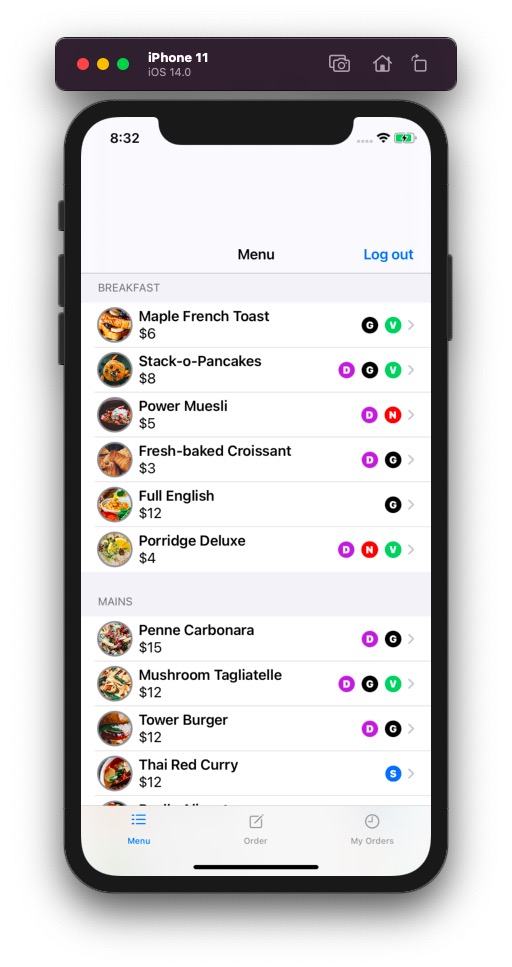 iPhone 11
iOS 14.0
8:32
Menu Log out
BREAKFAST
Maple French Toast
$6
G V
Stack-o-Pancakes
$8
D G V
Power Muesli
$5
D N
Fresh-baked Croissant
$3
D G
Full English
$12
G
Porridge Deluxe
$4
D N V
MAINS
Penne Carbonara
$15
D G
Mushroom Tagliatelle
$12
D G V
Tower Burger
$12
D G
Thai Red Curry
$12
S
Menu Order My Orders